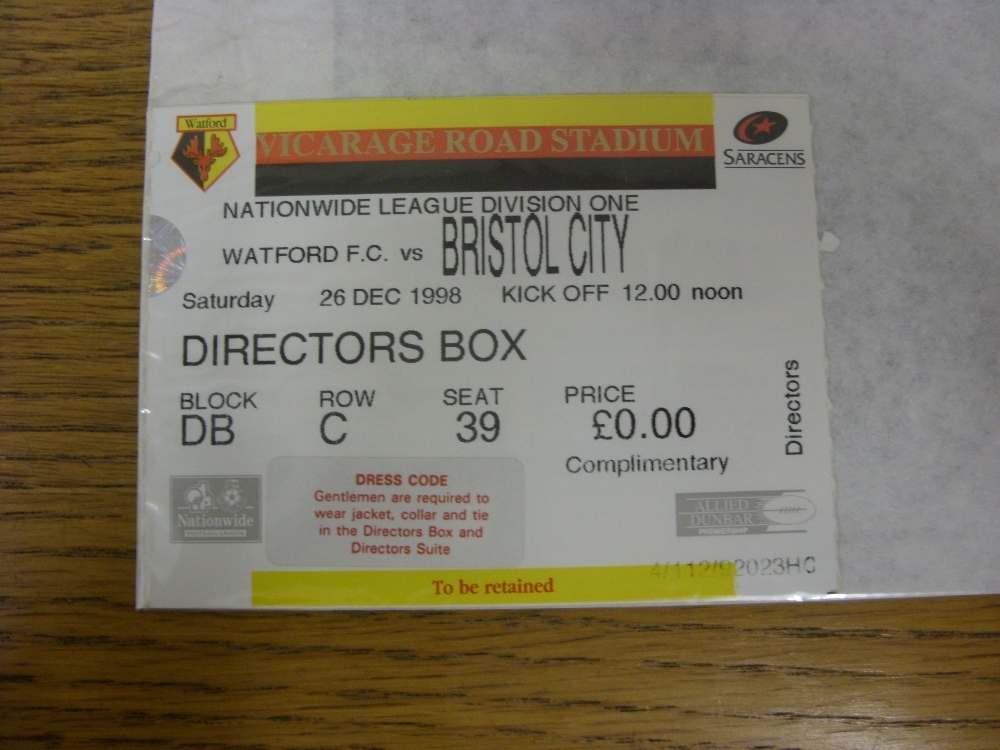 Watford
VICARAGE ROAD STADIUM
SARACENS
NATIONWIDE LEAGUE DIVISION ONE
WATFORD F.C. vs BRISTOL CITY
Saturday 26 DEC 1998 KICK OFF 12.00 noon
DIRECTORS BOX
BLOCK ROW SEAT PRICE
DB C 39 £0.00
Complimentary
Directors
DRESS CODE
Gentlemen are required to
wear jacket, collar and tie
in the Directors Box and
Directors Suite
Nationwide
FOOTBALL LEAGUE
ALLIED
DUNBAR
PREMIERSHIP
To be retained